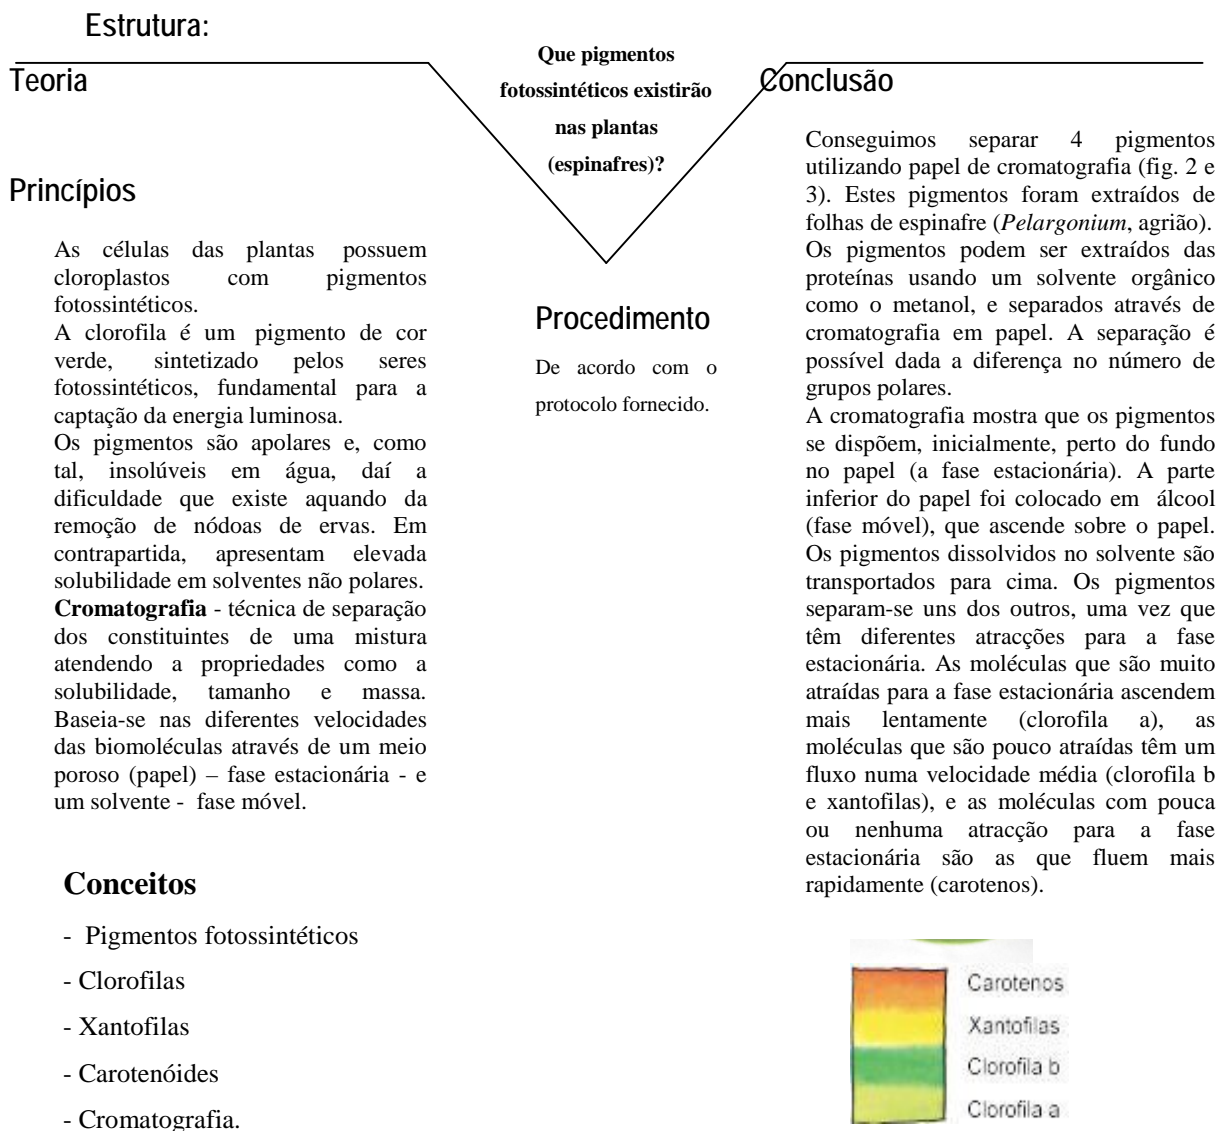 Estrutura:
Teoria
Princípios
As células das plantas possuem
cloroplastos com pigmentos
fotossintéticos.
A clorofila é um pigmento de cor
verde, sintetizado pelos seres
fotossintéticos, fundamental para a
captação da energia luminosa.
Os pigmentos são apolares e, como
tal, insolúveis em água, daí a
dificuldade que existe aquando da
remoção de nódoas de ervas. Em
contrapartida, apresentam elevada
solubilidade em solventes não polares.
Cromatografia - técnica de separação
dos constituintes de uma mistura
atendendo a propriedades como a
solubilidade, tamanho e massa.
Baseia-se nas diferentes velocidades
das biomoléculas através de um meio
poroso (papel) – fase estacionária - e
um solvente - fase móvel.
Conceitos
- Pigmentos fotossintéticos
- Clorofilas
- Xantofilas
- Carotenóides
- Cromatografia.
Que pigmentos
fotossintéticos existirão
nas plantas
(espinafres)?
Procedimento
De acordo com o
protocolo fornecido.
Conclusão
Conseguimos separar 4 pigmentos
utilizando papel de cromatografia (fig. 2 e
3). Estes pigmentos foram extraídos de
folhas de espinafre (Pelargonium, agrião).
Os pigmentos podem ser extraídos das
proteínas usando um solvente orgânico
como o metanol, e separados através de
cromatografia em papel. A separação é
possível dada a diferença no número de
grupos polares.
A cromatografia mostra que os pigmentos
se dispõem, inicialmente, perto do fundo
no papel (a fase estacionária). A parte
inferior do papel foi colocado em álcool
(fase móvel), que ascende sobre o papel.
Os pigmentos dissolvidos no solvente são
transportados para cima. Os pigmentos
separam-se uns dos outros, uma vez que
têm diferentes atracções para a fase
estacionária. As moléculas que são muito
atraídas para a fase estacionária ascendem
mais lentamente (clorofila a), as
moléculas que são pouco atraídas têm um
fluxo numa velocidade média (clorofila b
e xantofilas), e as moléculas com pouca
ou nenhuma atracção para a fase
estacionária são as que fluem mais
rapidamente (carotenos).
Carotenos
Xantofilas
Clorofila b
Clorofila a